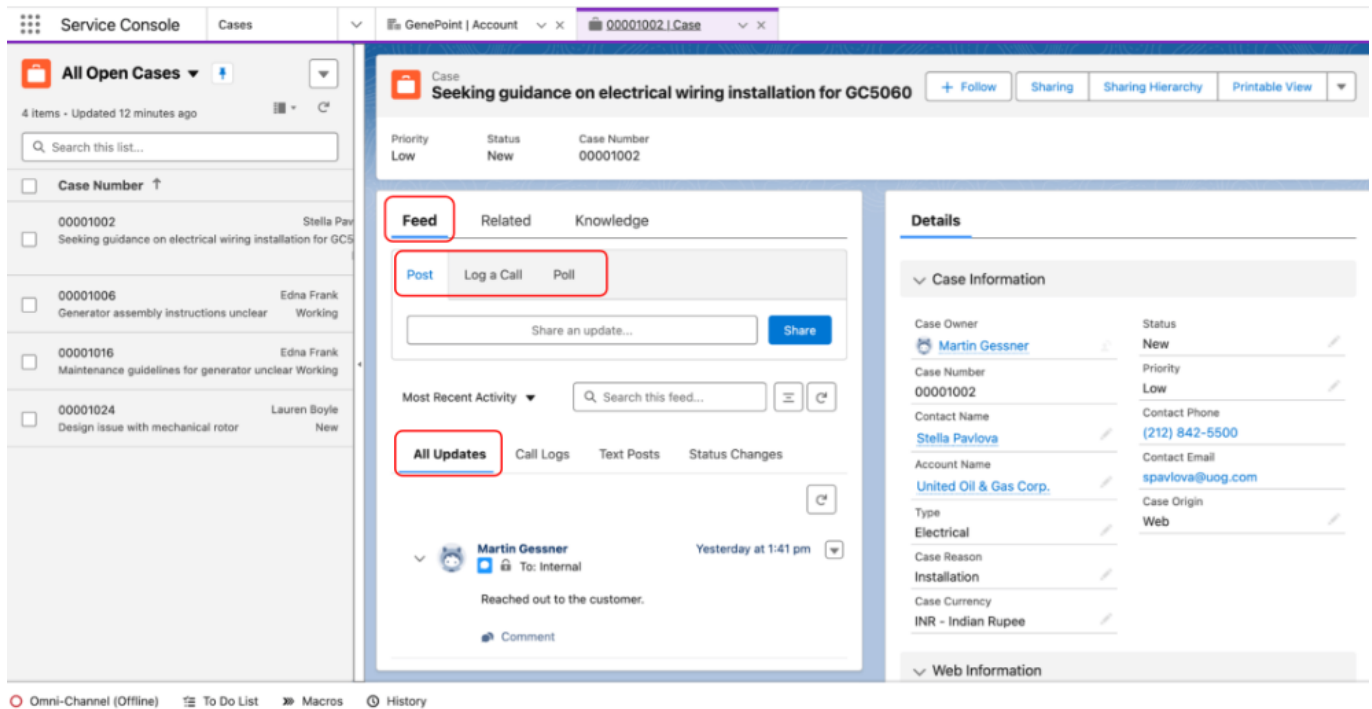 Service Console
Cases
GenePoint | Account
00001002 | Case
All Open Cases
4 items • Updated 12 minutes ago
Search this list...
Case Number ↑
00001002 Stella Pav
Seeking guidance on electrical wiring installation for GC5
00001006 Edna Frank
Generator assembly instructions unclear Working
00001016 Edna Frank
Maintenance guidelines for generator unclear Working
00001024 Lauren Boyle
Design issue with mechanical rotor New
Case
Seeking guidance on electrical wiring installation for GC5060
+ Follow
Sharing
Sharing Hierarchy
Printable View
Priority Status Case Number
Low New 00001002
Feed Related Knowledge
Post Log a Call Poll
Share an update...
Share
Most Recent Activity
Search this feed...
All Updates Call Logs Text Posts Status Changes
Martin Gessner Yesterday at 1:41 pm
To: Internal
Reached out to the customer.
Comment
Details
Case Information
Case Owner
Martin Gessner
Case Number
00001002
Contact Name
Stella Pavlova
Account Name
United Oil & Gas Corp.
Type
Electrical
Case Reason
Installation
Case Currency
INR - Indian Rupee
Status
New
Priority
Low
Contact Phone
(212) 842-5500
Contact Email
spavlova@uog.com
Case Origin
Web
Web Information
Omni-Channel (Offline) To Do List Macros History